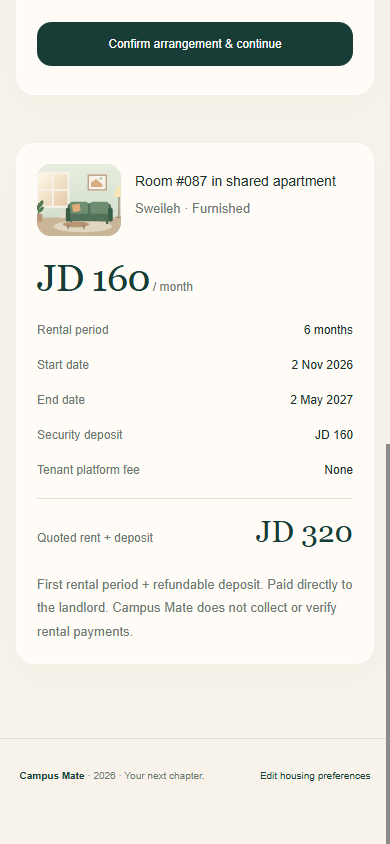 Confirm arrangement & continue
Room #087 in shared apartment
Sweileh · Furnished
JD 160 / month
Rental period 6 months
Start date 2 Nov 2026
End date 2 May 2027
Security deposit JD 160
Tenant platform fee None
Quoted rent + deposit JD 320
First rental period + refundable deposit. Paid directly to
the landlord. Campus Mate does not collect or verify
rental payments.
Campus Mate · 2026 · Your next chapter. Edit housing preferences